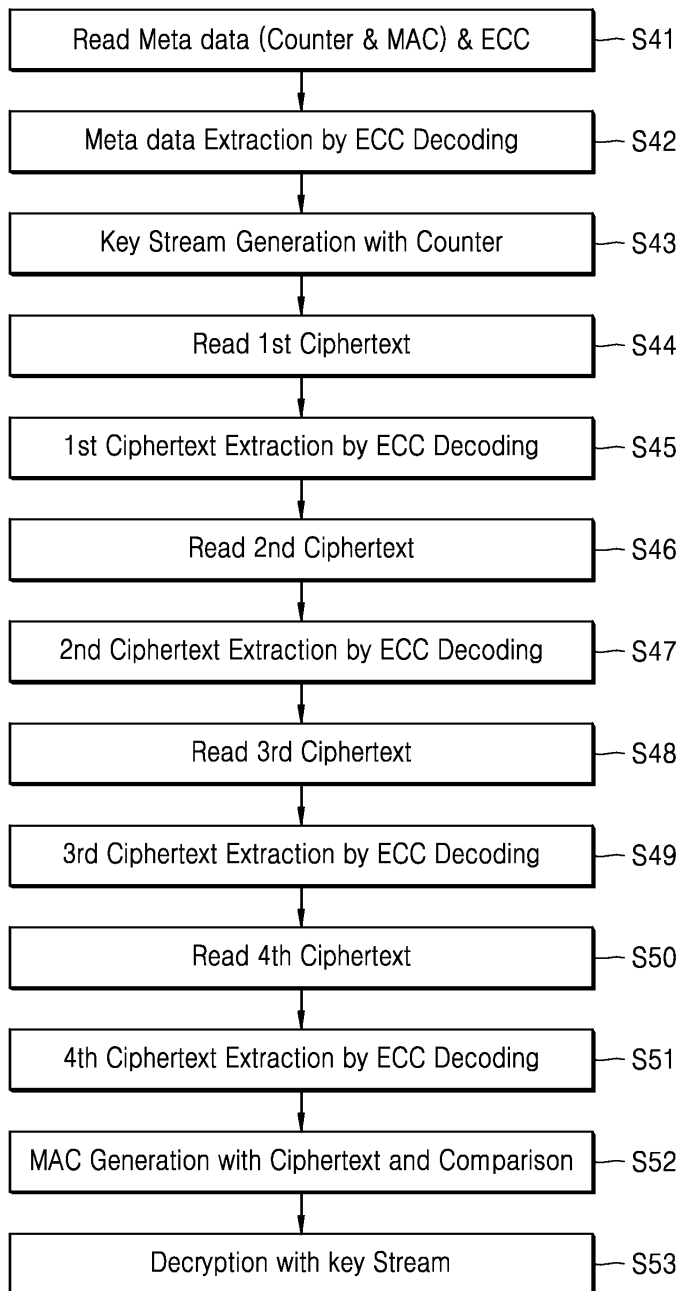 Read Meta data (Counter & MAC) & ECC S41
Meta data Extraction by ECC Decoding S42
Key Stream Generation with Counter S43
Read 1st Ciphertext S44
1st Ciphertext Extraction by ECC Decoding S45
Read 2nd Ciphertext S46
2nd Ciphertext Extraction by ECC Decoding S47
Read 3rd Ciphertext S48
3rd Ciphertext Extraction by ECC Decoding S49
Read 4th Ciphertext S50
4th Ciphertext Extraction by ECC Decoding S51
MAC Generation with Ciphertext and Comparison S52
Decryption with key Stream S53